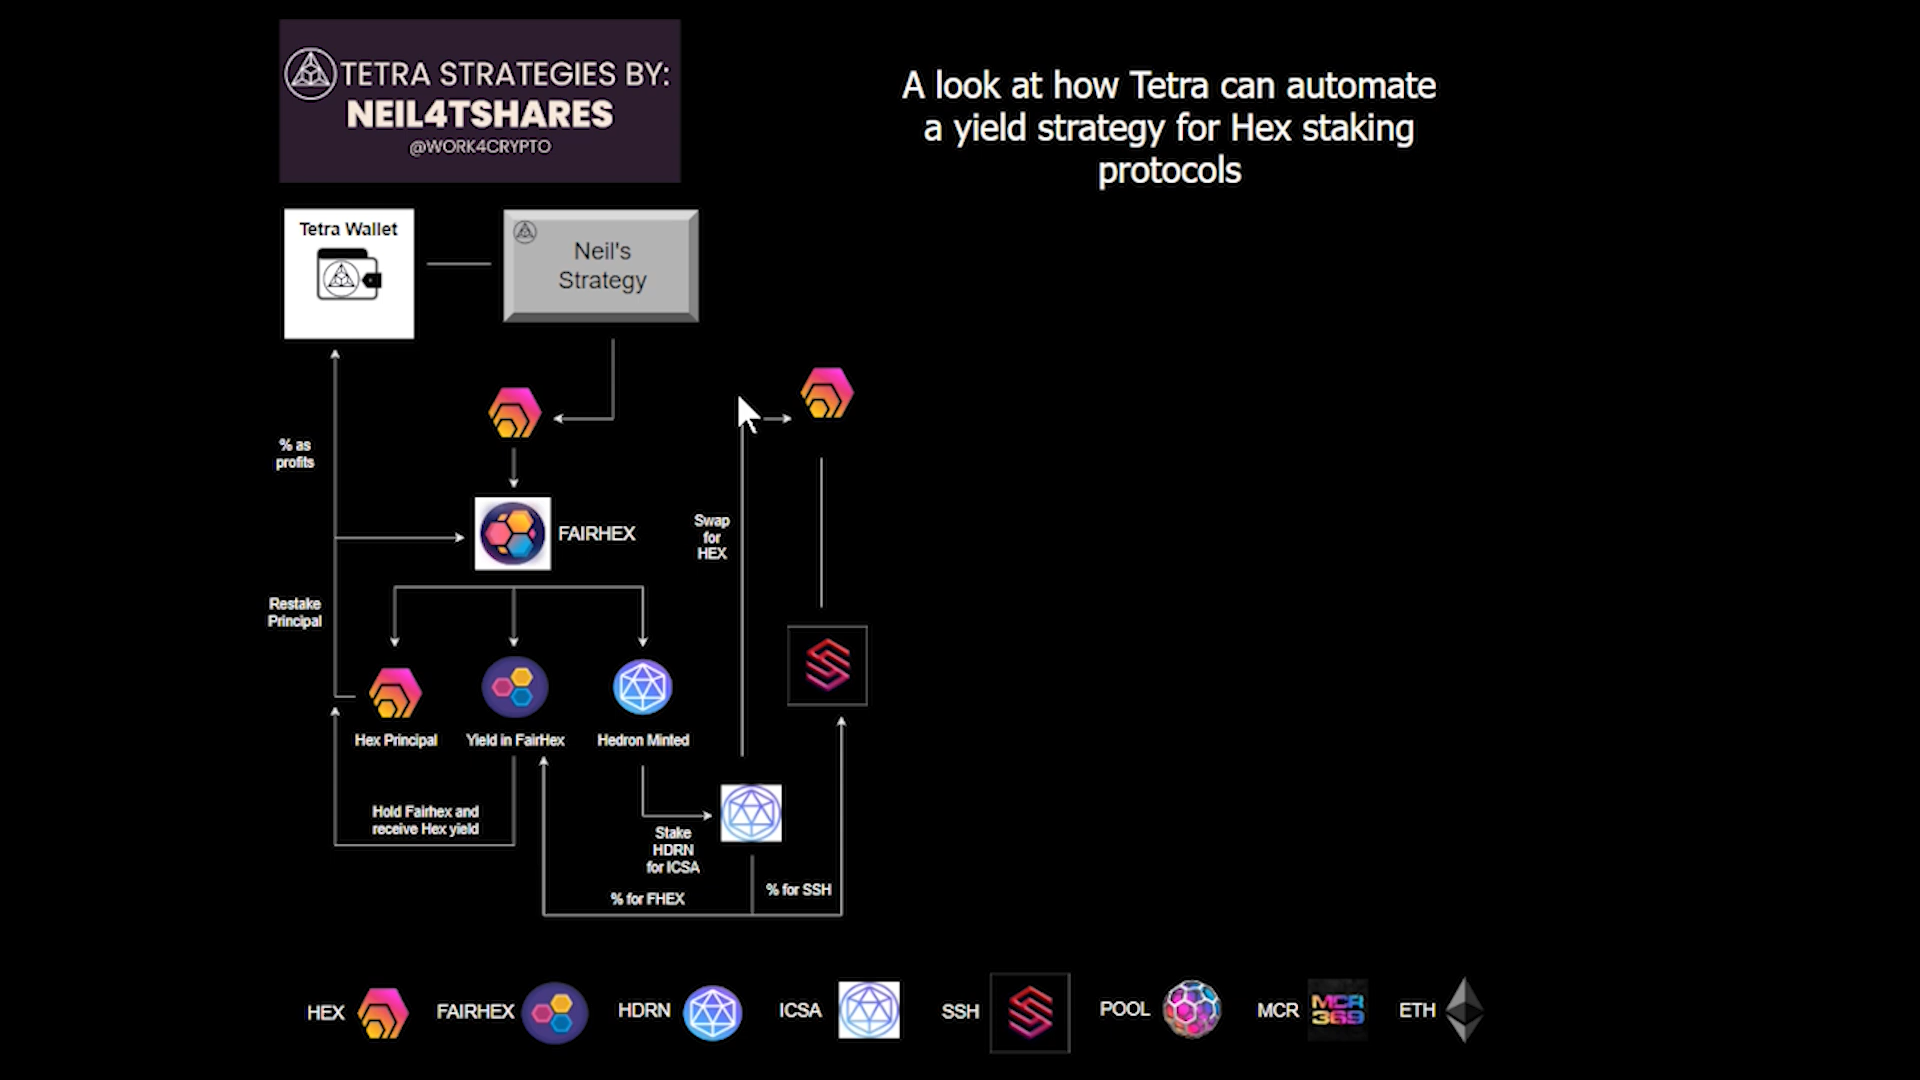 TETRA STRATEGIES BY:
NEIL4TSHARES
@WORK4CRYPTO
A look at how Tetra can automate
a yield strategy for Hex staking
protocols
Tetra Wallet
Neil's
Strategy
% as
profits
FAIRHEX
Swap
for
HEX
Restake
Principal
Hex Principal
Yield in FairHex
Hedron Minted
Hold Fairhex and
receive Hex yield
Stake
HDRN
for ICSA
% for FHEX
% for SSH
HEX
FAIRHEX
HDRN
ICSA
SSH
POOL
MCR
MCR
369
ETH